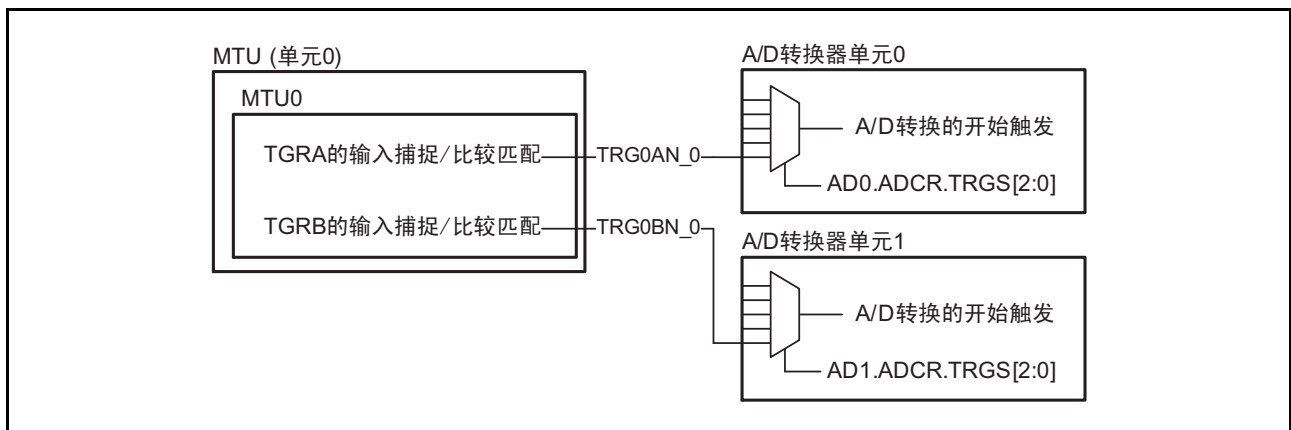 MTU (单元0)
MTU0
TGRA的输入捕捉/比较匹配
TRG0AN_0
TGRB的输入捕捉/比较匹配
TRG0BN_0
A/D转换器单元0
A/D转换的开始触发
AD0.ADCR.TRGS[2:0]
A/D转换器单元1
A/D转换的开始触发
AD1.ADCR.TRGS[2:0]